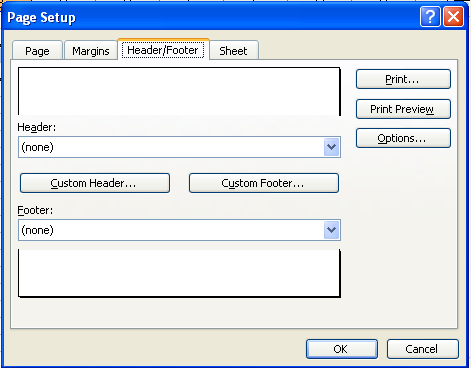 Page Setup
Page Margins Header/Footer Sheet
Print...
Print Preview
Header:
(none)
Options...
Custom Header... Custom Footer...
Footer:
(none)
OK Cancel